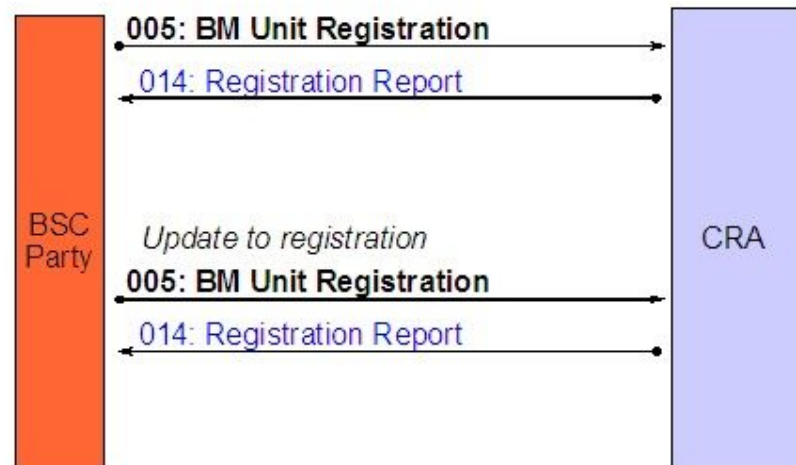 005: BM Unit Registration
014: Registration Report
BSC
Party
Update to registration
CRA
005: BM Unit Registration
014: Registration Report